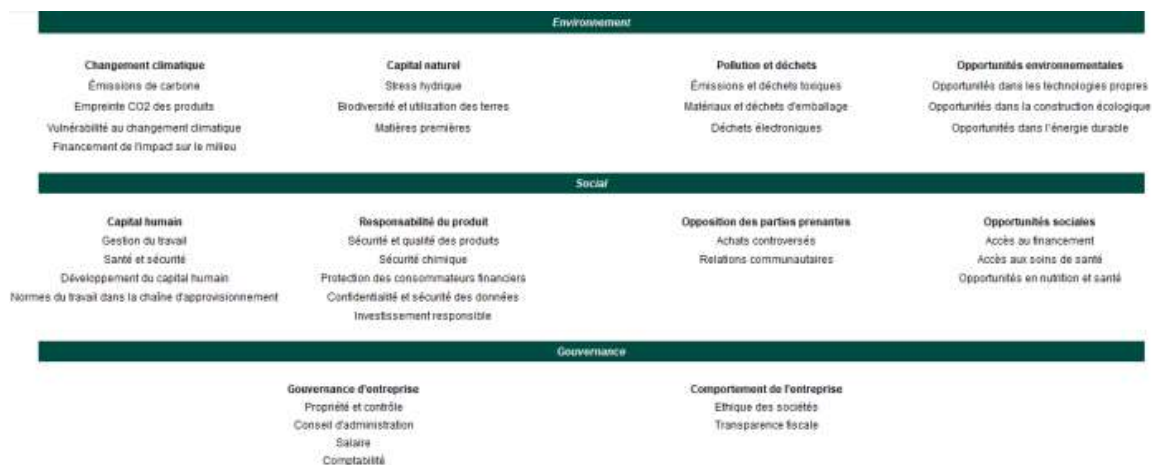 Environnement
Changement climatique
Émissions de carbone
Empreinte CO2 des produits
Vulnérabilité au changement climatique
Financement de l'impact sur le milieu
Capital naturel
Stress hydrique
Biodiversité et utilisation des terres
Matières premières
Pollution et déchets
Émissions et déchets toxiques
Matériaux et déchets d'emballage
Déchets électroniques
Opportunités environnementales
Opportunités dans les technologies propres
Opportunités dans la construction écologique
Opportunités dans l'énergie durable
Social
Capital humain
Gestion du travail
Santé et sécurité
Développement du capital humain
Normes du travail dans la chaîne d'approvisionnement
Responsabilité du produit
Sécurité et qualité des produits
Sécurité chimique
Protection des consommateurs financiers
Confidentialité et sécurité des données
Investissement responsable
Opposition des parties prenantes
Achats controversés
Relations communautaires
Opportunités sociales
Accès au financement
Accès aux soins de santé
Opportunités en nutrition et santé
Gouvernance
Gouvernance d'entreprise
Propriété et contrôle
Conseil d'administration
Salaire
Comptabilité
Comportement de l'entreprise
Ethique des sociétés
Transparence fiscale